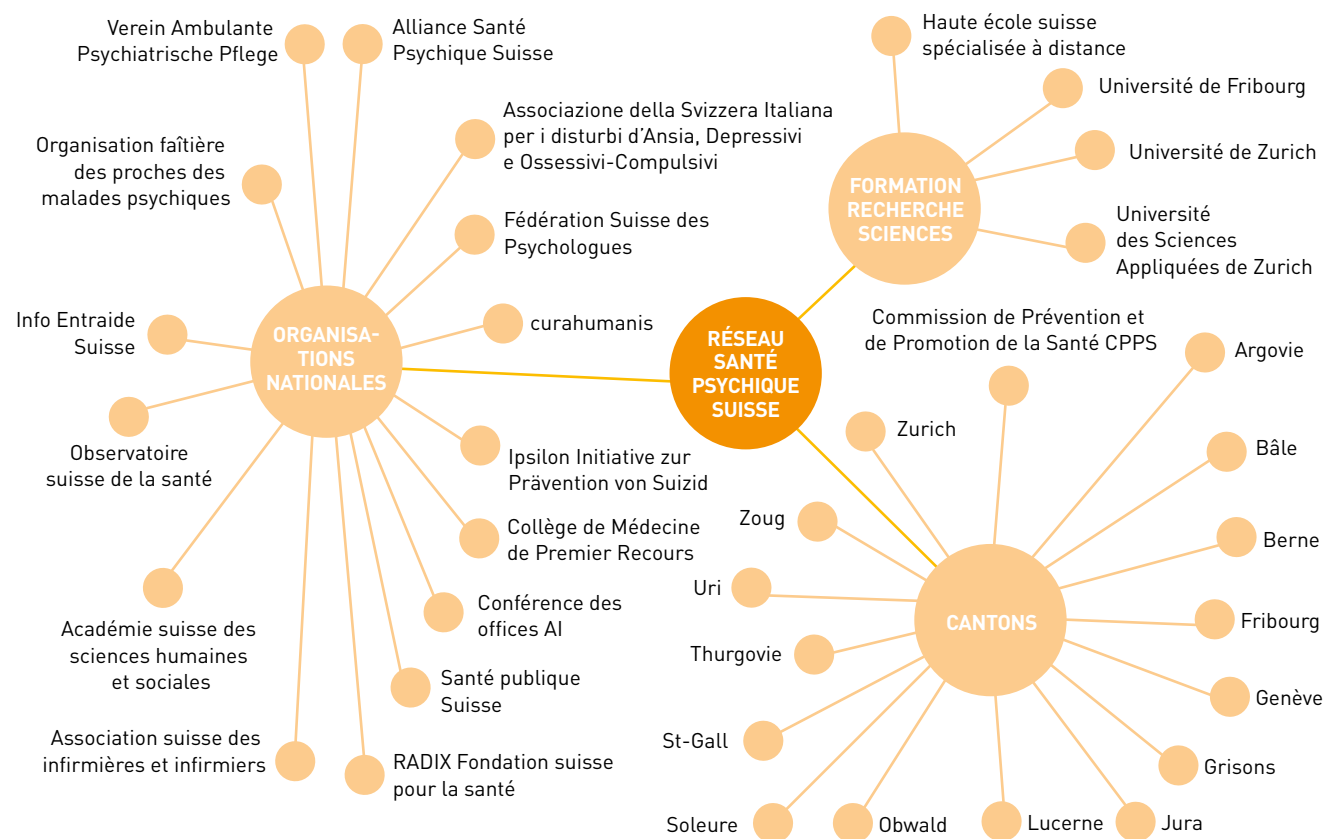 Verein Ambulante
Psychiatrische Pflege
Alliance Santé
Psychique Suisse
Organisation faîtière
des proches des
malades psychiques
Associazione della Svizzera Italiana
per i disturbi d'Ansia, Depressivi
e Ossessivi-Compulsivi
Fédération Suisse des
Psychologues
Info Entraide
Suisse
ORGANISA-
TIONS
NATIONALES
curahumanis
Observatoire
suisse de la santé
Ipsilon Initiative zur
Prävention von Suizid
Collège de Médecine
de Premier Recours
Académie suisse des
sciences humaines
et sociales
Conférence des
offices AI
Santé publique
Suisse
Association suisse des
infirmières et infirmiers
RADIX Fondation suisse
pour la santé
RÉSEAU
SANTÉ
PSYCHIQUE
SUISSE
Haute école suisse
spécialisée à distance
Université de Fribourg
Université de Zurich
FORMATION
RECHERCHE
SCIENCES
Université
des Sciences
Appliquées de Zurich
Commission de Prévention et
de Promotion de la Santé CPPS
Argovie
Zurich
Bâle
Zoug
Berne
Uri
CANTONS
Fribourg
Thurgovie
Genève
St-Gall
Grisons
Soleure
Obwald
Lucerne
Jura